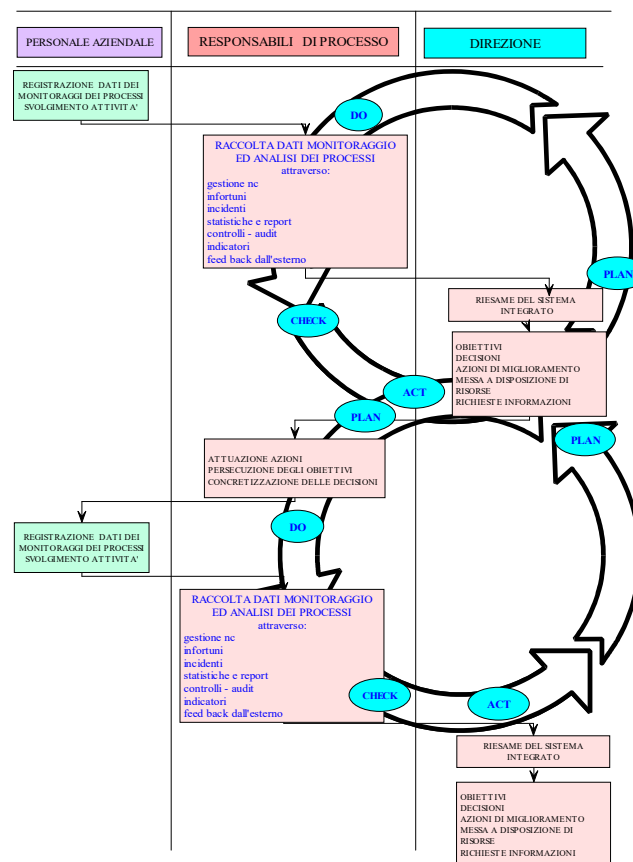 PERSONALE AZIENDALE
RESPONSABILI DI PROCESSO
DIREZIONE
REGISTRAZIONE DATI DEI
MONITORAGGI DEI PROCESSI
SVOLGIMENTO ATTIVITA'
DO
RACCOLTA DATI MONITORAGGIO
ED ANALISI DEI PROCESSI
attraverso:
gestione nc
infortuni
incidenti
statistiche e report
controlli - audit
indicatori
feed back dall'esterno
PLAN
RIESAME DEL SISTEMA
INTEGRATO
CHECK
OBIETTIVI
DECISIONI
AZIONI DI MIGLIORAMENTO
MESSA A DISPOSIZIONE DI
RISORSE
RICHIESTE INFORMAZIONI
ACT
PLAN
PLAN
ATTUAZIONE AZIONI
PERSECUZIONE DEGLI OBIETTIVI
CONCRETIZZAZIONE DELLE DECISIONI
DO
REGISTRAZIONE DATI DEI
MONITORAGGI DEI PROCESSI
SVOLGIMENTO ATTIVITA'
RACCOLTA DATI MONITORAGGIO
ED ANALISI DEI PROCESSI
attraverso:
gestione nc
infortuni
incidenti
statistiche e report
controlli - audit
indicatori
feed back dall'esterno
CHECK
ACT
RIESAME DEL SISTEMA
INTEGRATO
OBIETTIVI
DECISIONI
AZIONI DI MIGLIORAMENTO
MESSA A DISPOSIZIONE DI
RISORSE
RICHIESTE INFORMAZIONI